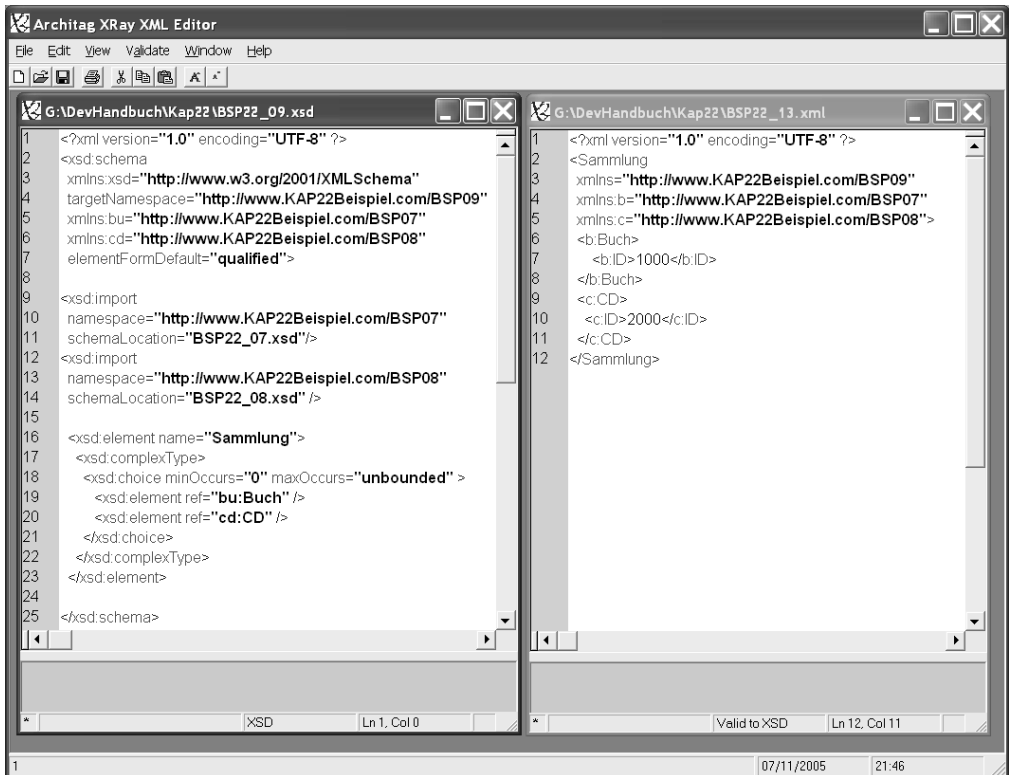 Architag XRay XML Editor
File Edit View Validate Window Help
G:\DevHandbuch\Kap22\BSP22_09.xsd
1 <?xml version="1.0" encoding="UTF-8" ?>
2 <xsd:schema
3 xmlns:xsd="http://www.w3.org/2001/XMLSchema"
4 targetNamespace="http://www.KAP22Beispiel.com/BSP09"
5 xmlns:bu="http://www.KAP22Beispiel.com/BSP07"
6 xmlns:cd="http://www.KAP22Beispiel.com/BSP08"
7 elementFormDefault="qualified">
8
9 <xsd:import
10 namespace="http://www.KAP22Beispiel.com/BSP07"
11 schemaLocation="BSP22_07.xsd"/>
12 <xsd:import
13 namespace="http://www.KAP22Beispiel.com/BSP08"
14 schemaLocation="BSP22_08.xsd" />
15
16 <xsd:element name="Sammlung">
17 <xsd:complexType>
18 <xsd:choice minOccurs="0" maxOccurs="unbounded" >
19 <xsd:element ref="bu:Buch" />
20 <xsd:element ref="cd:CD" />
21 </xsd:choice>
22 </xsd:complexType>
23 </xsd:element>
24
25 </xsd:schema>
* XSD Ln 1, Col 0
G:\DevHandbuch\Kap22\BSP22_13.xml
1 <?xml version="1.0" encoding="UTF-8" ?>
2 <Sammlung
3 xmlns="http://www.KAP22Beispiel.com/BSP09"
4 xmlns:b="http://www.KAP22Beispiel.com/BSP07"
5 xmlns:c="http://www.KAP22Beispiel.com/BSP08">
6 <b:Buch>
7 <b:ID>1000</b:ID>
8 </b:Buch>
9 <c:CD>
10 <c:ID>2000</c:ID>
11 </c:CD>
12 </Sammlung>
* Valid to XSD Ln 12, Col 11
1 07/11/2005 21:46